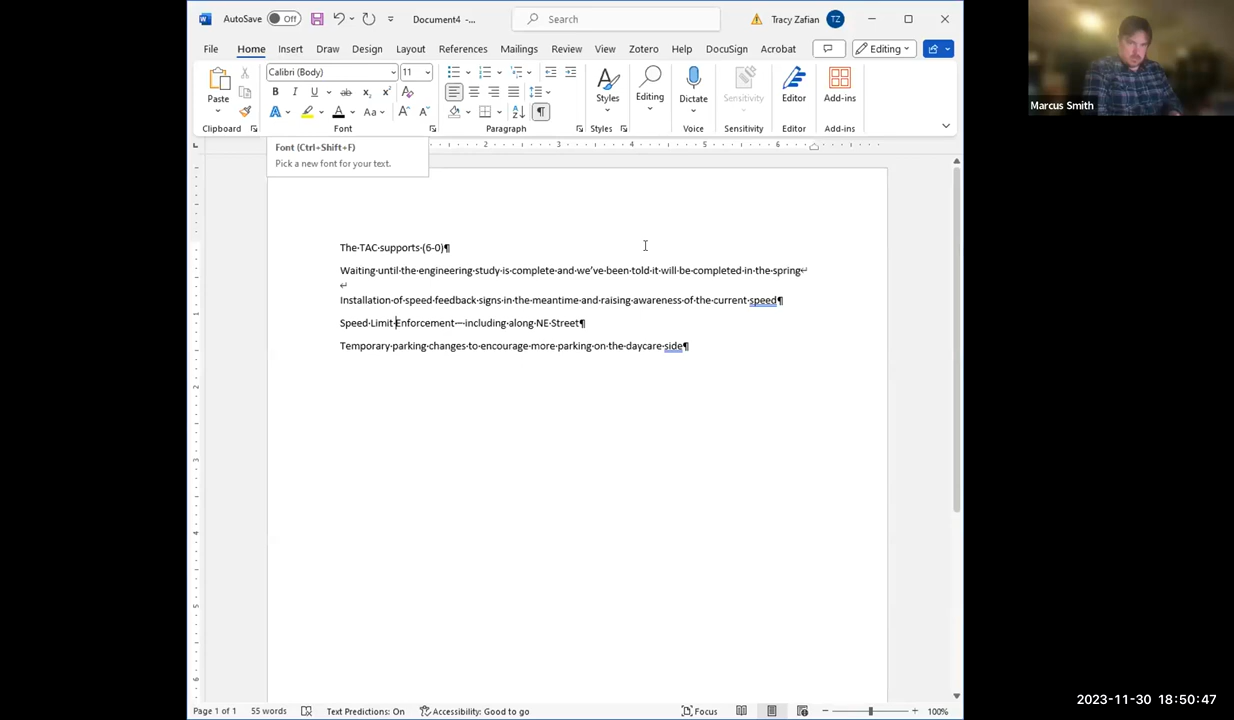 AutoSave Off Document4 -... Search Tracy Zafian TZ
File Home Insert Draw Design Layout References Mailings Review View Zotero Help DocuSign Acrobat Editing
Calibri (Body) 11
Paste Styles Editing Dictate Sensitivity Editor Add-ins
Clipboard Font Paragraph Styles Voice Sensitivity Editor Add-ins
Font (Ctrl+Shift+F)
Pick a new font for your text.
The TAC supports (6-0)¶
Waiting until the engineering study is complete and we've been told it will be completed in the spring↵
↵
Installation of speed feedback signs in the meantime and raising awareness of the current speed¶
Speed Limit Enforcement—including along NE Street¶
Temporary parking changes to encourage more parking on the daycare side¶
Page 1 of 1 55 words Text Predictions: On Accessibility: Good to go Focus 100%
Marcus Smith
2023-11-30 18:50:47